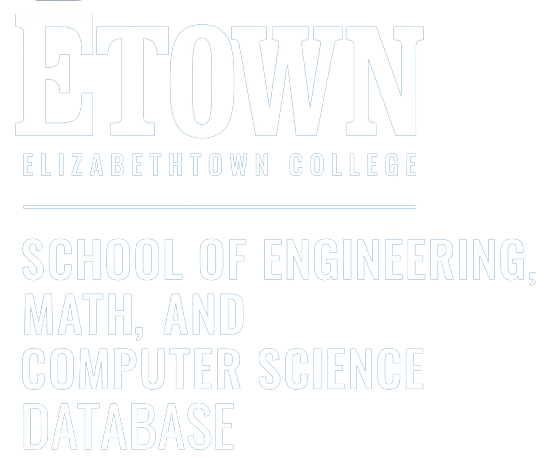 ETOWN
ELIZABETHTOWN COLLEGE
SCHOOL OF ENGINEERING,
MATH, AND
COMPUTER SCIENCE
DATABASE